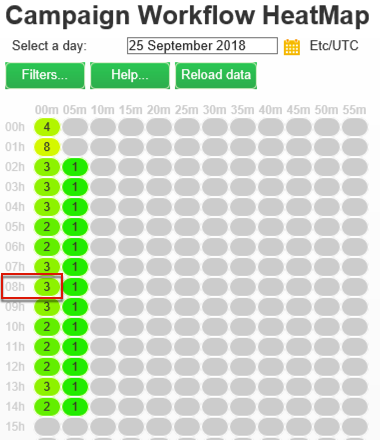 Campaign Workflow HeatMap
Select a day: 25 September 2018 Etc/UTC
Filters... Help... Reload data
00m 05m 10m 15m 20m 25m 30m 35m 40m 45m 50m 55m
00h 4
01h 8
02h 3 1
03h 3 1
04h 3 1
05h 2 1
06h 2 1
07h 3 1
08h 3 1
09h 3 1
10h 2 1
11h 2 1
12h 2 1
13h 3 1
14h 2 1
15h